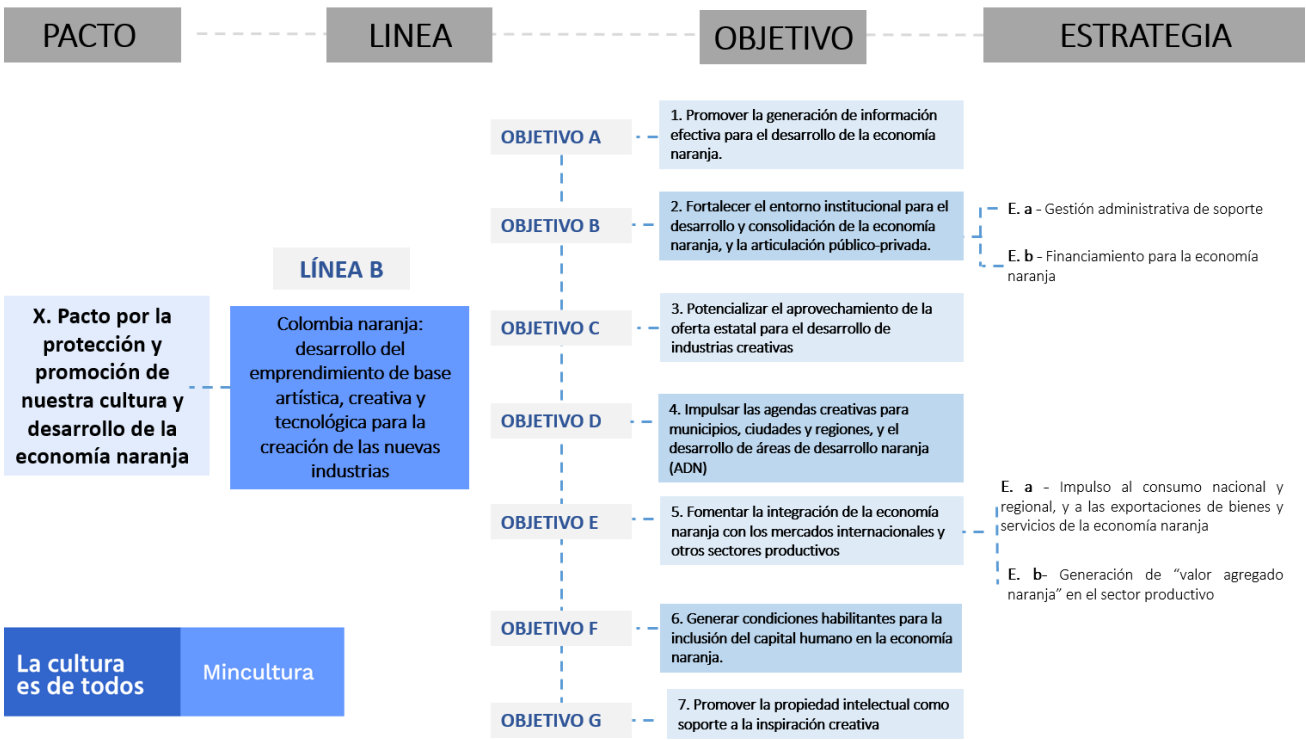 PACTO
LINEA
OBJETIVO
ESTRATEGIA
X. Pacto por la
protección y
promoción de
nuestra cultura y
desarrollo de la
economía naranja
LÍNEA B
Colombia naranja:
desarrollo del
emprendimiento de base
artística, creativa y
tecnológica para la
creación de las nuevas
industrias
OBJETIVO A
1. Promover la generación de información
efectiva para el desarrollo de la economía
naranja.
OBJETIVO B
2. Fortalecer el entorno institucional para el
desarrollo y consolidación de la economía
naranja, y la articulación público-privada.
E. a - Gestión administrativa de soporte
E. b - Financiamiento para la economía
naranja
OBJETIVO C
3. Potencializar el aprovechamiento de la
oferta estatal para el desarrollo de
industrias creativas
OBJETIVO D
4. Impulsar las agendas creativas para
municipios, ciudades y regiones, y el
desarrollo de áreas de desarrollo naranja
(ADN)
OBJETIVO E
5. Fomentar la integración de la economía
naranja con los mercados internacionales y
otros sectores productivos
E. a - Impulso al consumo nacional y
regional, y a las exportaciones de bienes y
servicios de la economía naranja
E. b- Generación de “valor agregado
naranja” en el sector productivo
OBJETIVO F
6. Generar condiciones habilitantes para la
inclusión del capital humano en la economía
naranja.
OBJETIVO G
7. Promover la propiedad intelectual como
soporte a la inspiración creativa
La cultura
es de todos
Mincultura